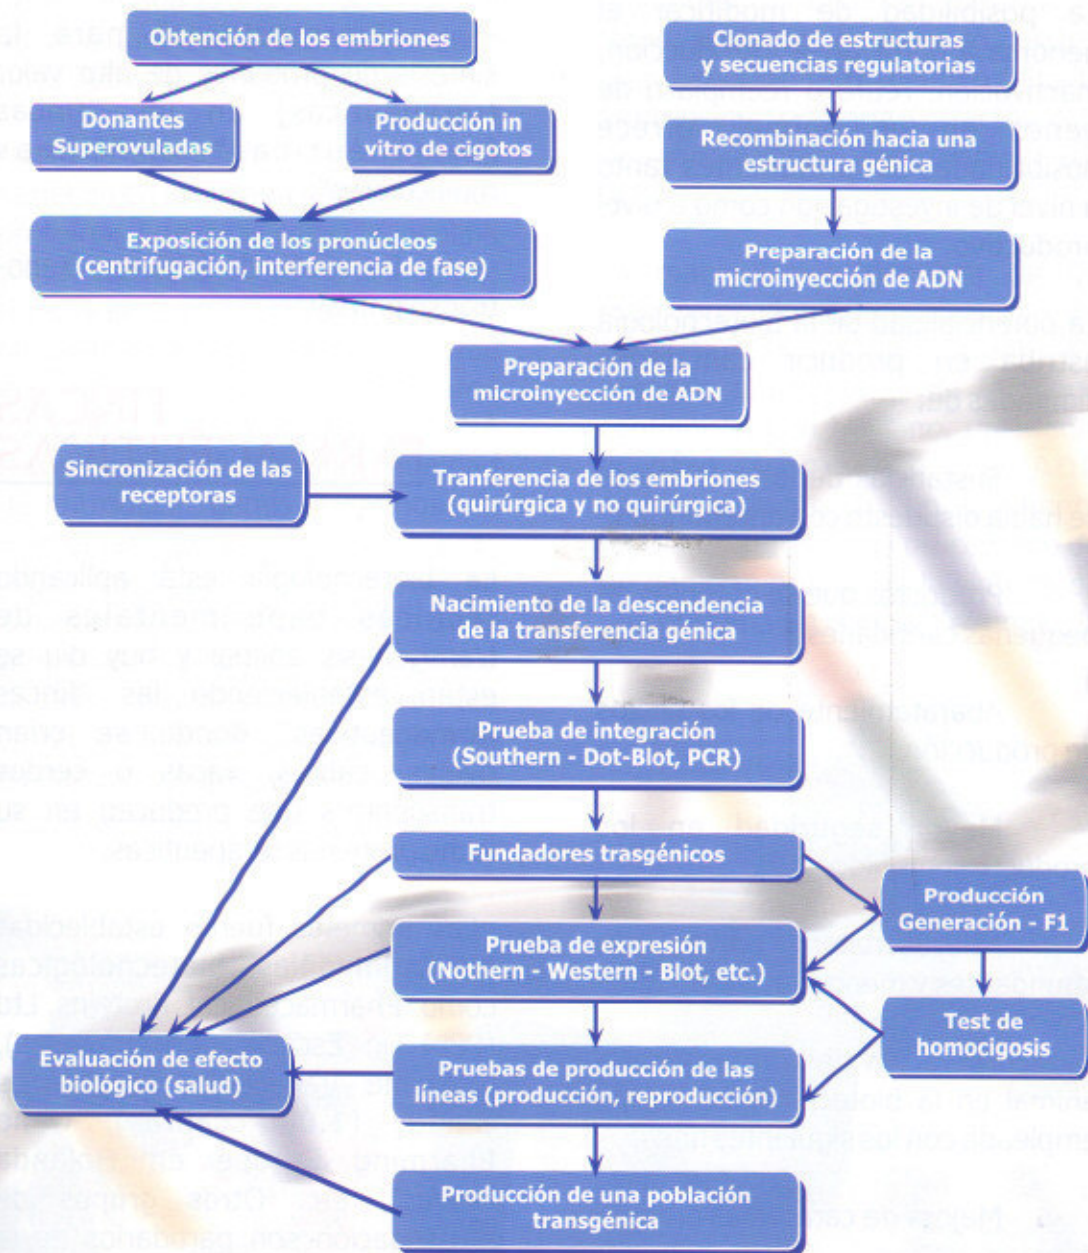 Obtención de los embriones
Clonado de estructuras
y secuencias regulatorias
Donantes
Superovuladas
Producción in
vitro de cigotos
Recombinación hacia una
estructura génica
Exposición de los pronúcleos
(centrifugación, interferencia de fase)
Preparación de la
microinyección de ADN
Preparación de la
microinyección de ADN
Sincronización de las
receptoras
Tranferencia de los embriones
(quirúrgica y no quirúrgica)
Nacimiento de la descendencia
de la transferencia génica
Prueba de integración
(Southern - Dot-Blot, PCR)
Fundadores trasgénicos
Producción
Generación - F1
Prueba de expresión
(Nothern - Western - Blot, etc.)
Test de
homocigosis
Evaluación de efecto
biológico (salud)
Pruebas de producción de las
líneas (producción, reproducción)
Producción de una población
transgénica